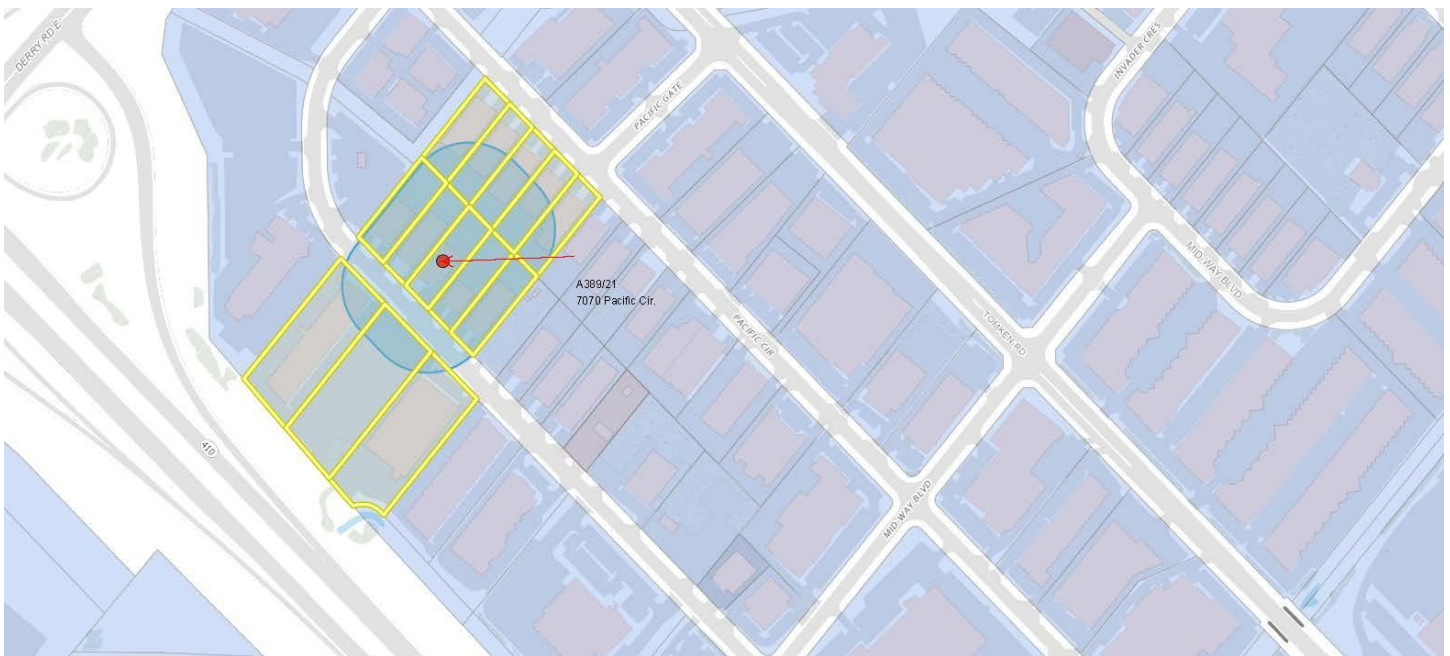 DERRY RD E
PACIFIC GATE
INVADER CRES
A389/21
7070 Pacific Cir.
MID-WAY BLVD
PACIFIC CIR
TOMKEN RD
410
MID-WAY BLVD